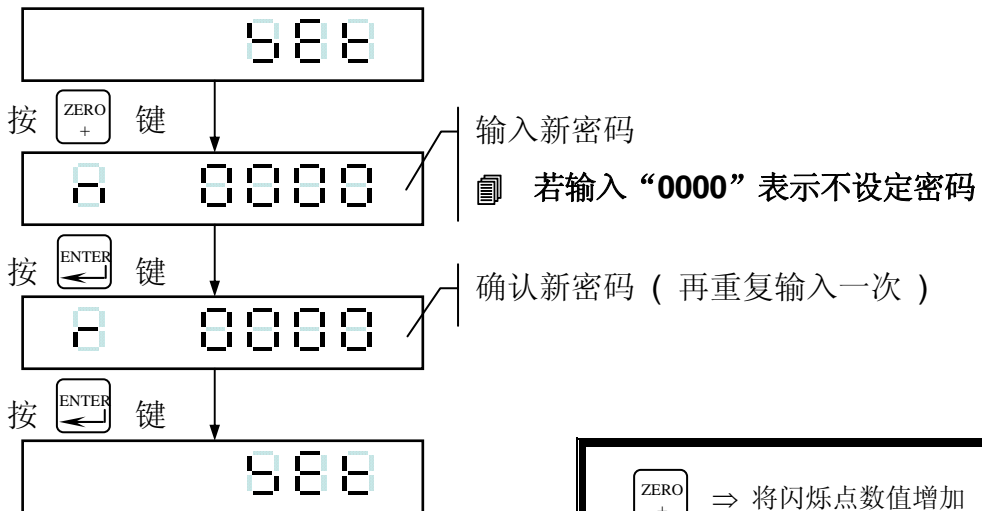 SEt
按 ZERO + 键
n 0000
输入新密码
若输入“0000”表示不设定密码
按 ENTER 键
r 0000
确认新密码 ( 再重复输入一次 )
按 ENTER 键
SEt
ZERO + ⇒ 将闪烁点数值增加